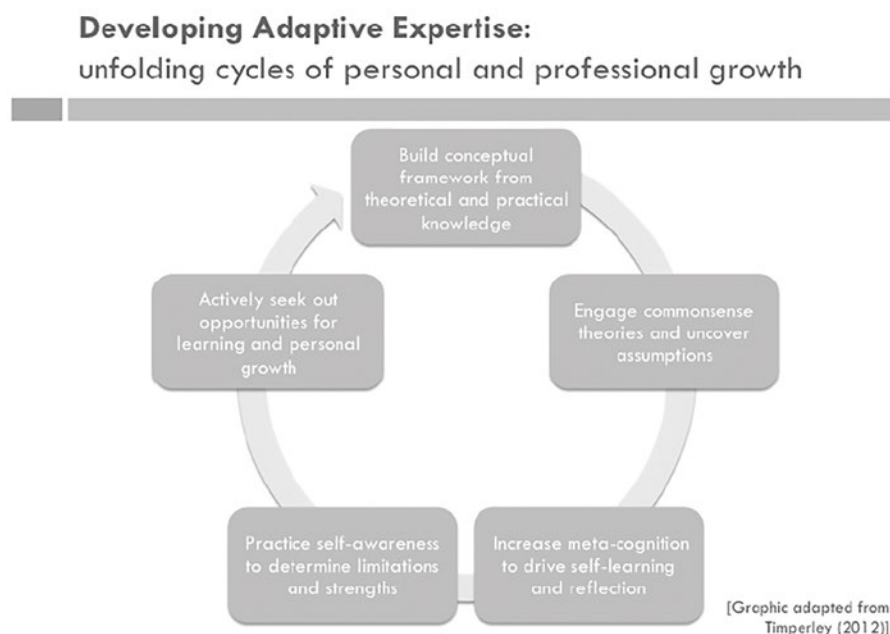 Developing Adaptive Expertise:
unfolding cycles of personal and professional growth
Build conceptual
framework from
theoretical and practical
knowledge
Engage commonsense
theories and uncover
assumptions
Increase meta-cognition
to drive self-learning
and reflection
Practice self-awareness
to determine limitations
and strengths
Actively seek out
opportunities for
learning and personal
growth
[Graphic adapted from
Timperley (2012)]